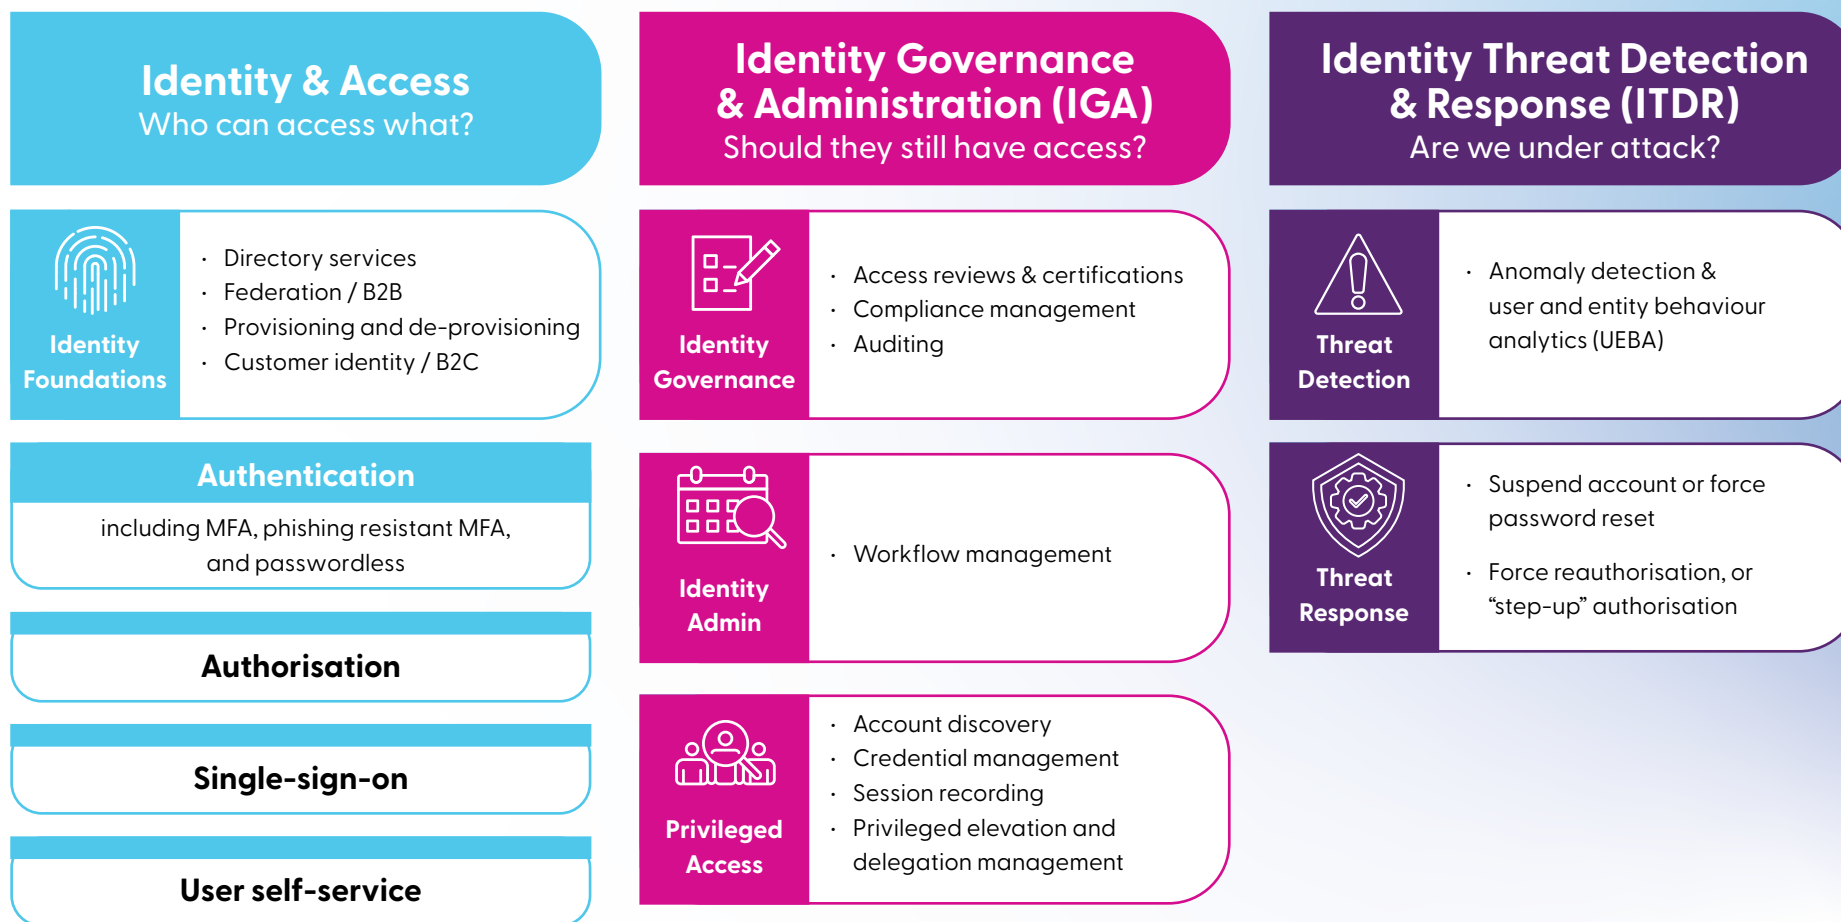 Identity & Access
Who can access what?
Identity
Foundations
· Directory services
· Federation / B2B
· Provisioning and de-provisioning
· Customer identity / B2C
Authentication
including MFA, phishing resistant MFA,
and passwordless
Authorisation
Single-sign-on
User self-service
Identity Governance
& Administration (IGA)
Should they still have access?
Identity
Governance
· Access reviews & certifications
· Compliance management
· Auditing
Identity
Admin
· Workflow management
Privileged
Access
· Account discovery
· Credential management
· Session recording
· Privileged elevation and
delegation management
Identity Threat Detection
& Response (ITDR)
Are we under attack?
Threat
Detection
· Anomaly detection &
user and entity behaviour
analytics (UEBA)
Threat
Response
· Suspend account or force
password reset
· Force reauthorisation, or
“step-up” authorisation